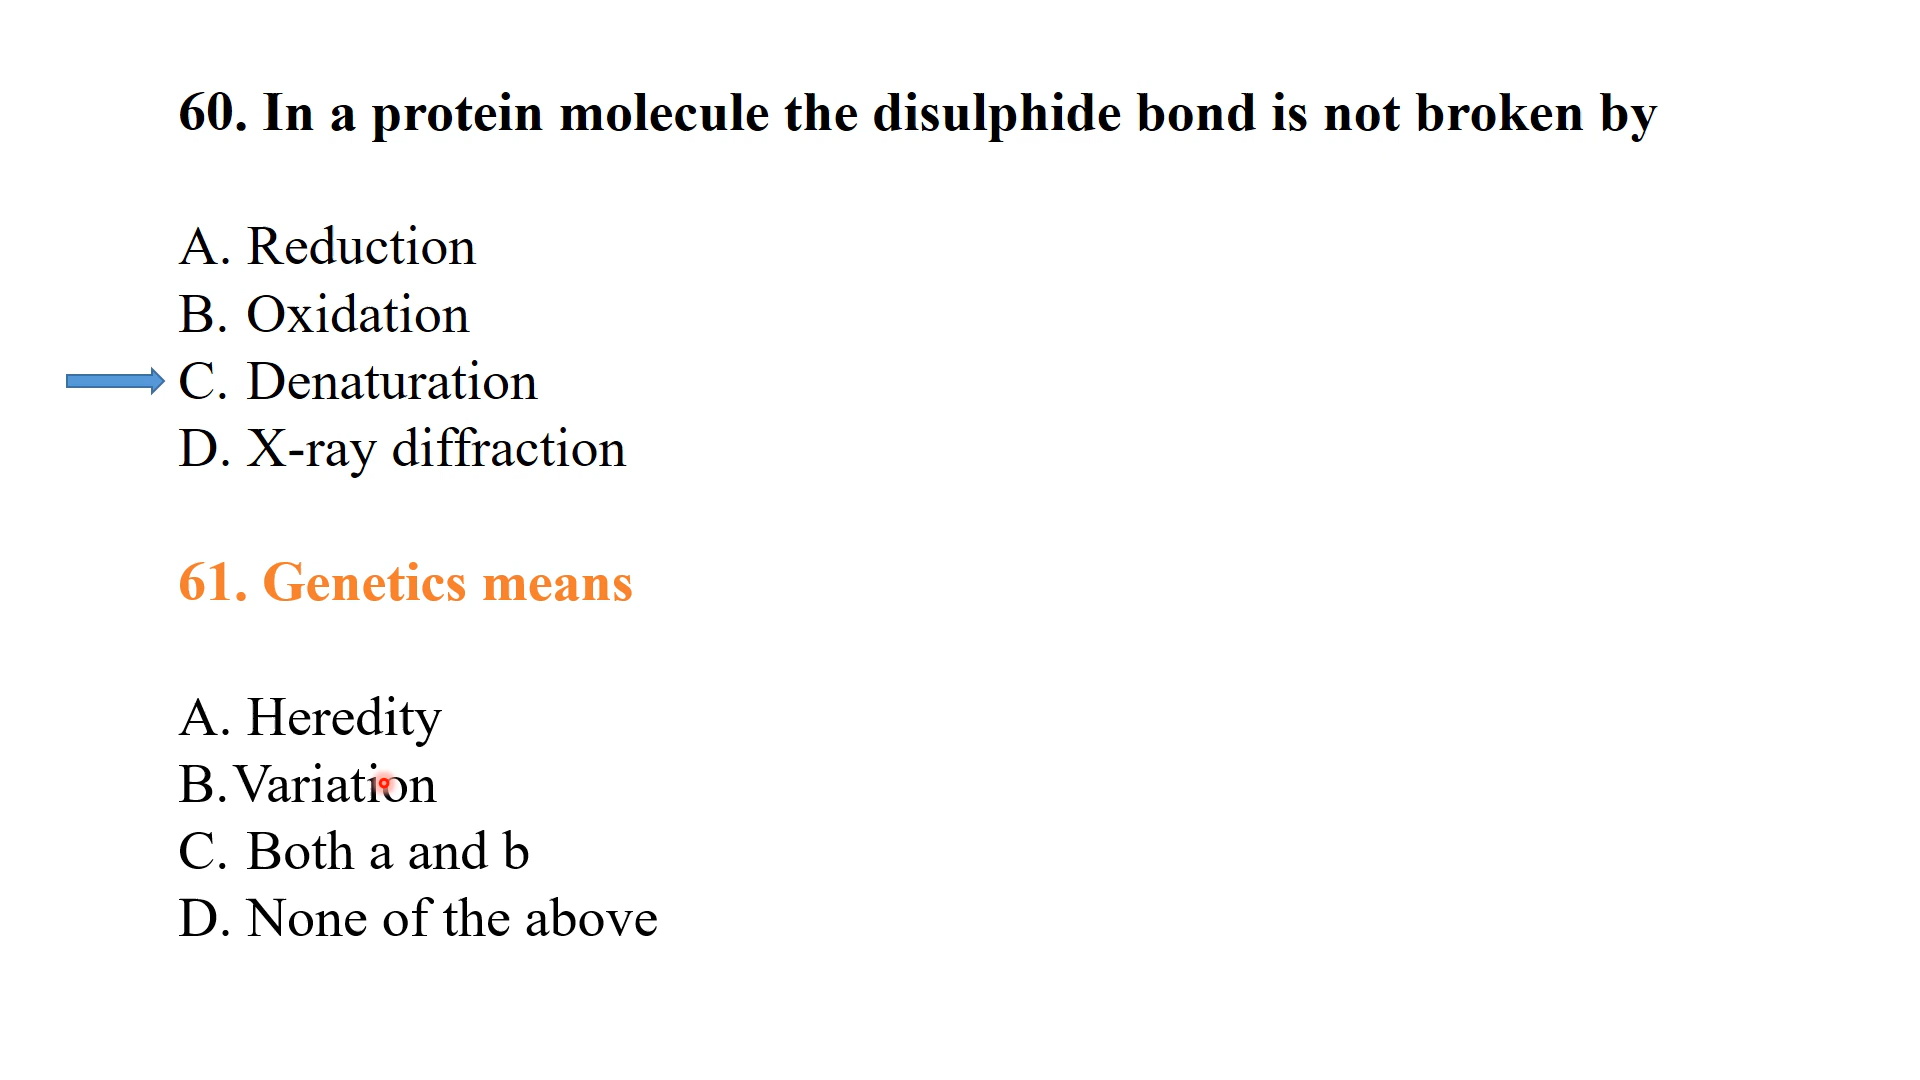 60. In a protein molecule the disulphide bond is not broken by
A. Reduction
B. Oxidation
C. Denaturation
D. X-ray diffraction
61. Genetics means
A. Heredity
B. Variation
C. Both a and b
D. None of the above